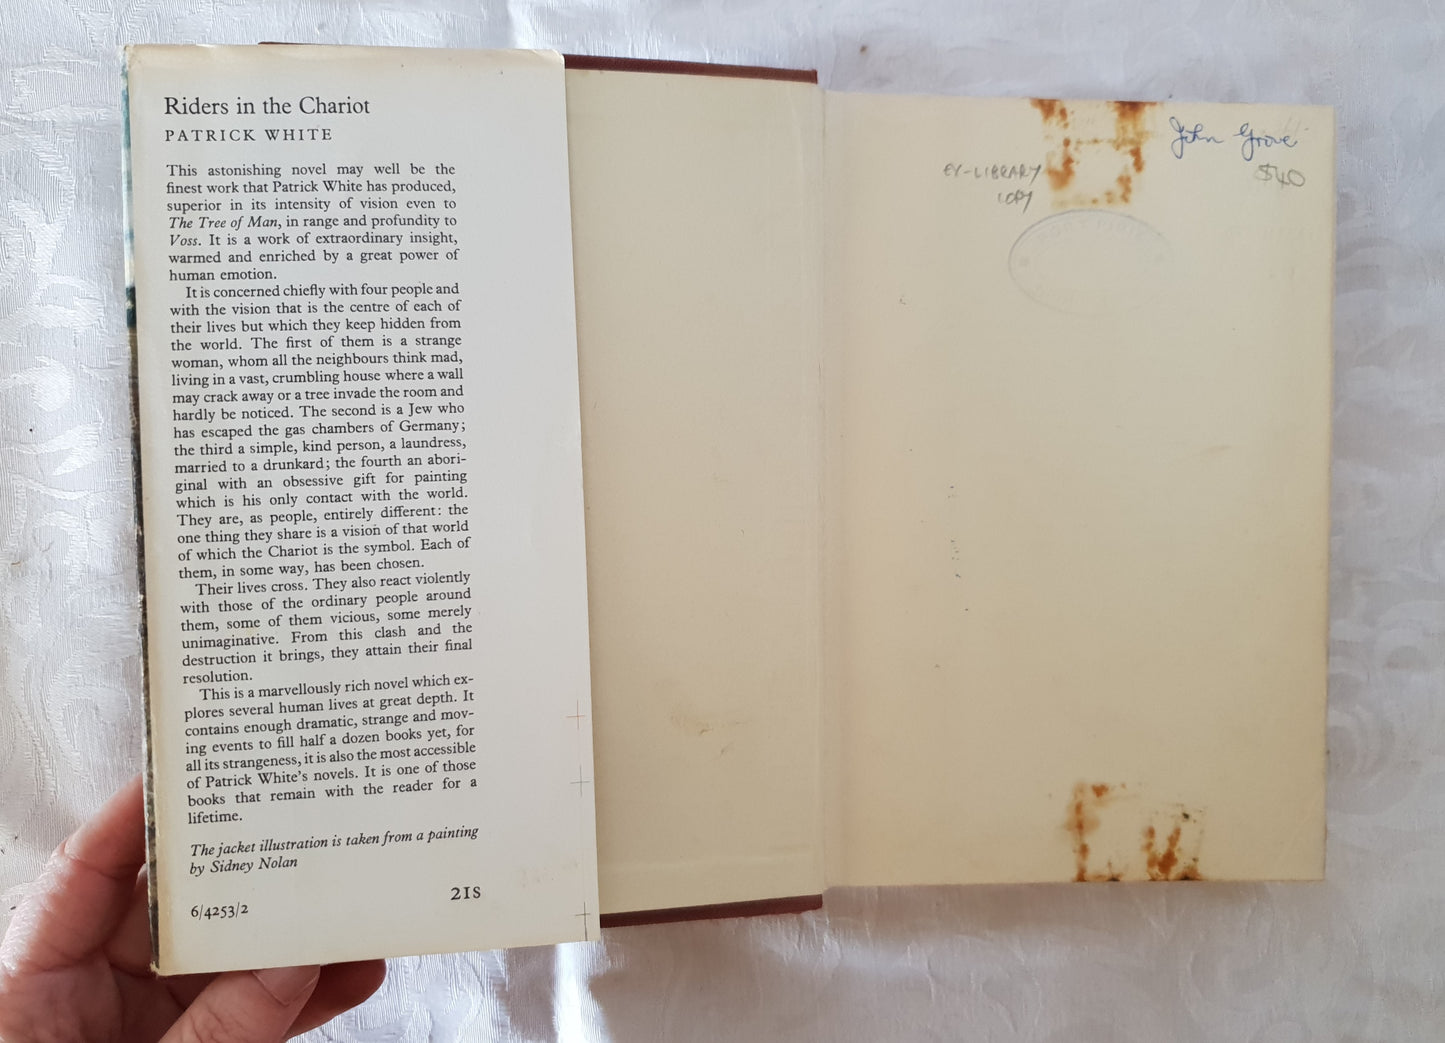 Riders in the Chariot
PATRICK WHITE
This astonishing novel may well be the
finest work that Patrick White has produced,
superior in its intensity of vision even to
The Tree of Man, in range and profundity to
Voss. It is a work of extraordinary insight,
warmed and enriched by a great power of
human emotion.
It is concerned chiefly with four people and
with the vision that is the centre of each of
their lives but which they keep hidden from
the world. The first of them is a strange
woman, whom all the neighbours think mad,
living in a vast, crumbling house where a wall
may crack away or a tree invade the room and
hardly be noticed. The second is a Jew who
has escaped the gas chambers of Germany;
the third a simple, kind person, a laundress,
married to a drunkard; the fourth an abori-
ginal with an obsessive gift for painting
which is his only contact with the world.
They are, as people, entirely different: the
one thing they share is a vision of that world
of which the Chariot is the symbol. Each of
them, in some way, has been chosen.
Their lives cross. They also react violently
with those of the ordinary people around
them, some of them vicious, some merely
unimaginative. From this clash and the
destruction it brings, they attain their final
resolution.
This is a marvellously rich novel which ex-
plores several human lives at great depth. It
contains enough dramatic, strange and mov-
ing events to fill half a dozen books yet, for
all its strangeness, it is also the most accessible
of Patrick White's novels. It is one of those
books that remain with the reader for a
lifetime.
The jacket illustration is taken from a painting
by Sidney Nolan
21S
6/4253/2
John Grove
$40
EX-LIBRARY
COPY